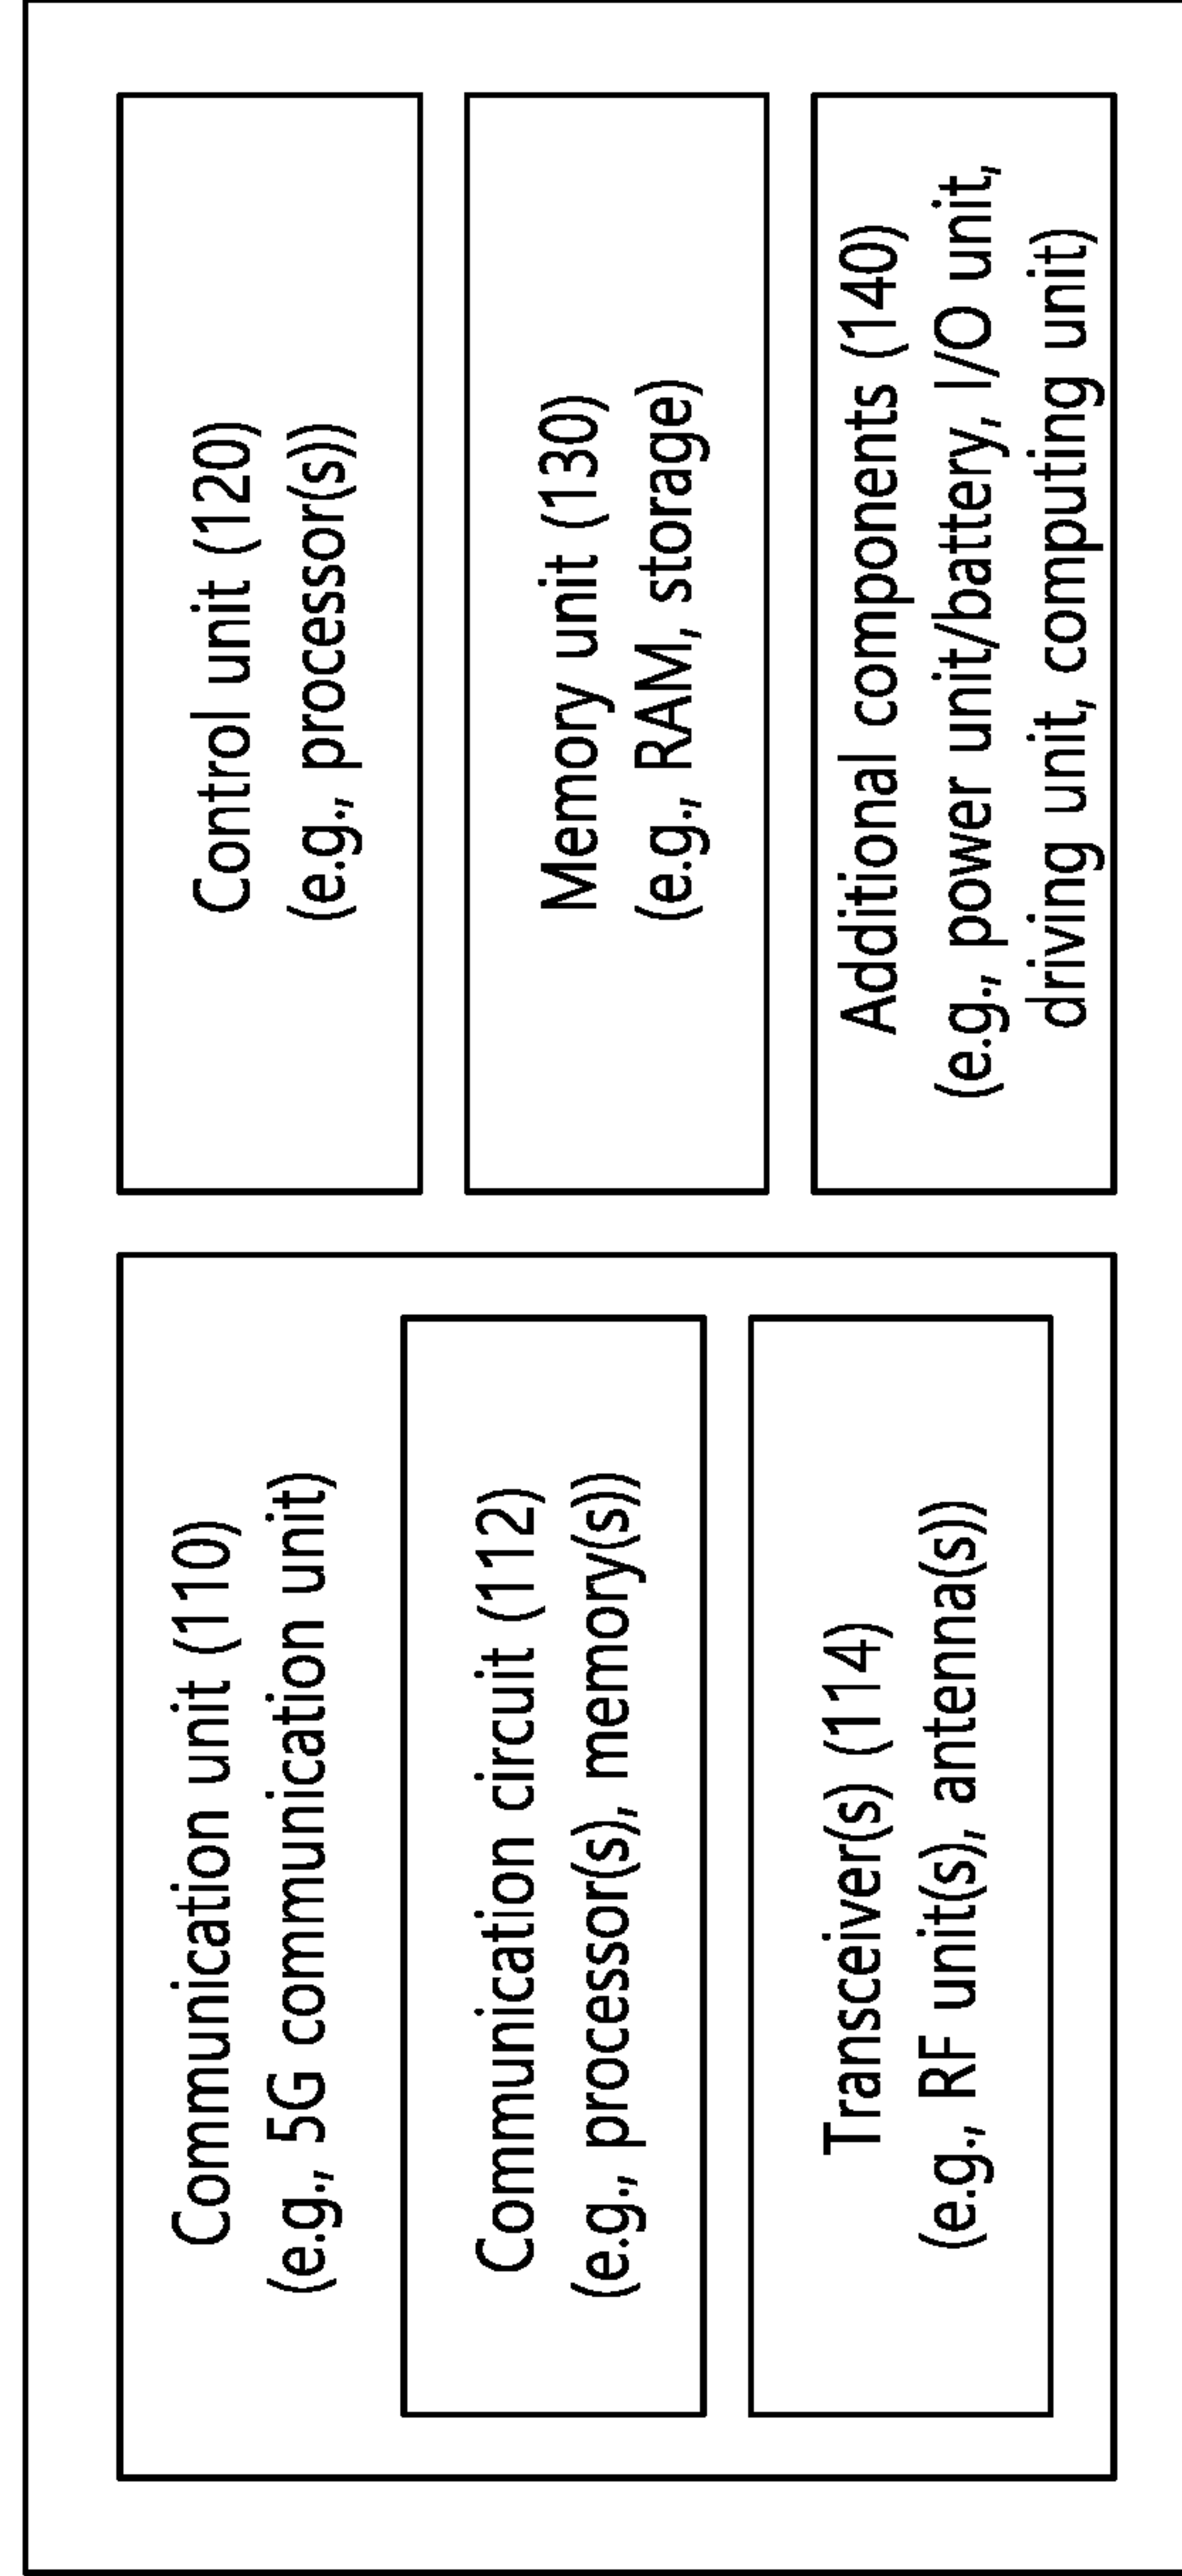 Communication unit (110)
(e.g., 5G communication unit)
Communication circuit (112)
(e.g., processor(s), memory(s))
Transceiver(s) (114)
(e.g., RF unit(s), antenna(s))
Control unit (120)
(e.g., processor(s))
Memory unit (130)
(e.g., RAM, storage)
Additional components (140)
(e.g., power unit/battery, I/O unit,
driving unit, computing unit)